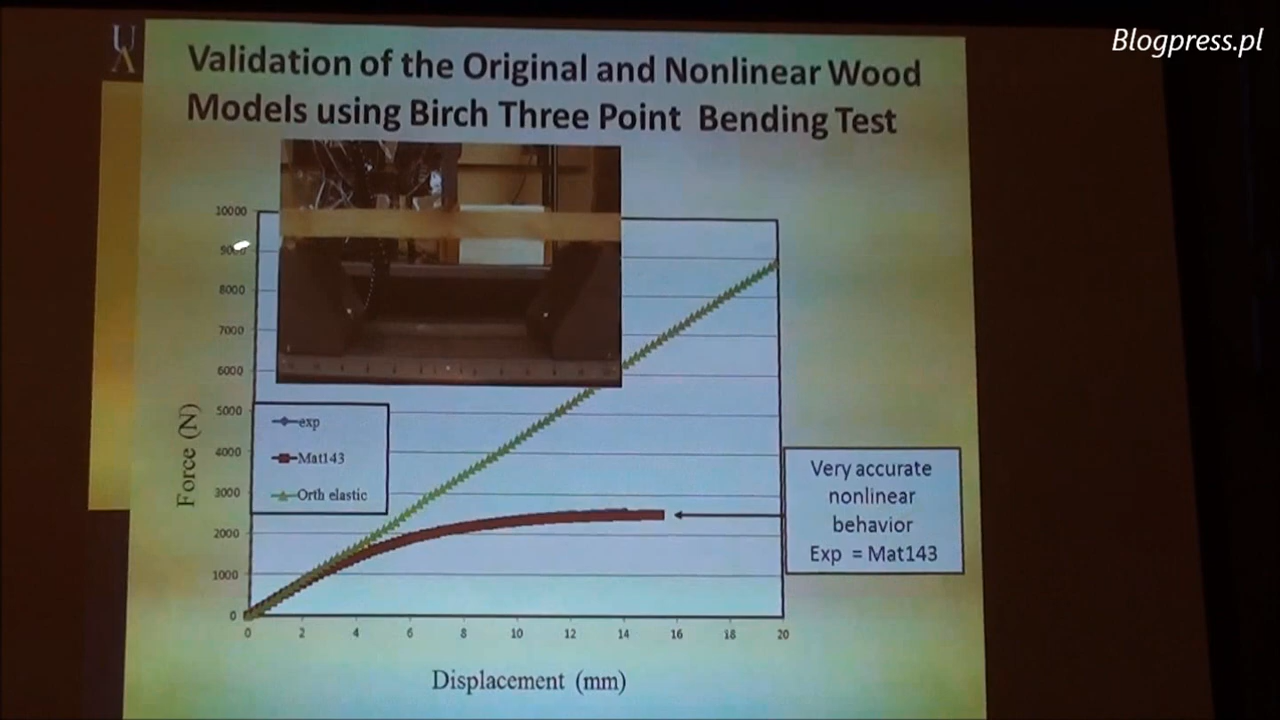 Blogpress.pl
UA
Validation of the Original and Nonlinear Wood
Models using Birch Three Point Bending Test
10000
9000
8000
7000
6000
5000
4000
3000
2000
1000
0
Force (N)
exp
Mat143
Orth elastic
Very accurate
nonlinear
behavior
Exp = Mat143
0 2 4 6 8 10 12 14 16 18 20
Displacement (mm)